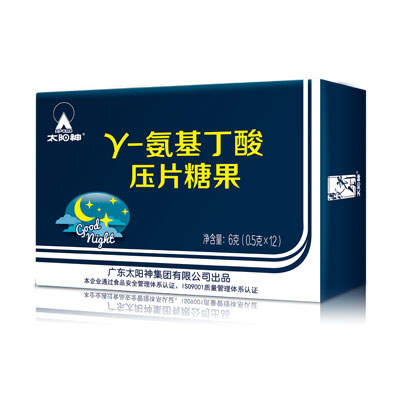 APOLLO
太阳神®
γ-氨基丁酸
压片糖果
Good
Night
净含量：6克（0.5克×12）
广东太阳神集团有限公司出品
本企业通过食品安全管理体系认证、ISO9001质量管理体系认证